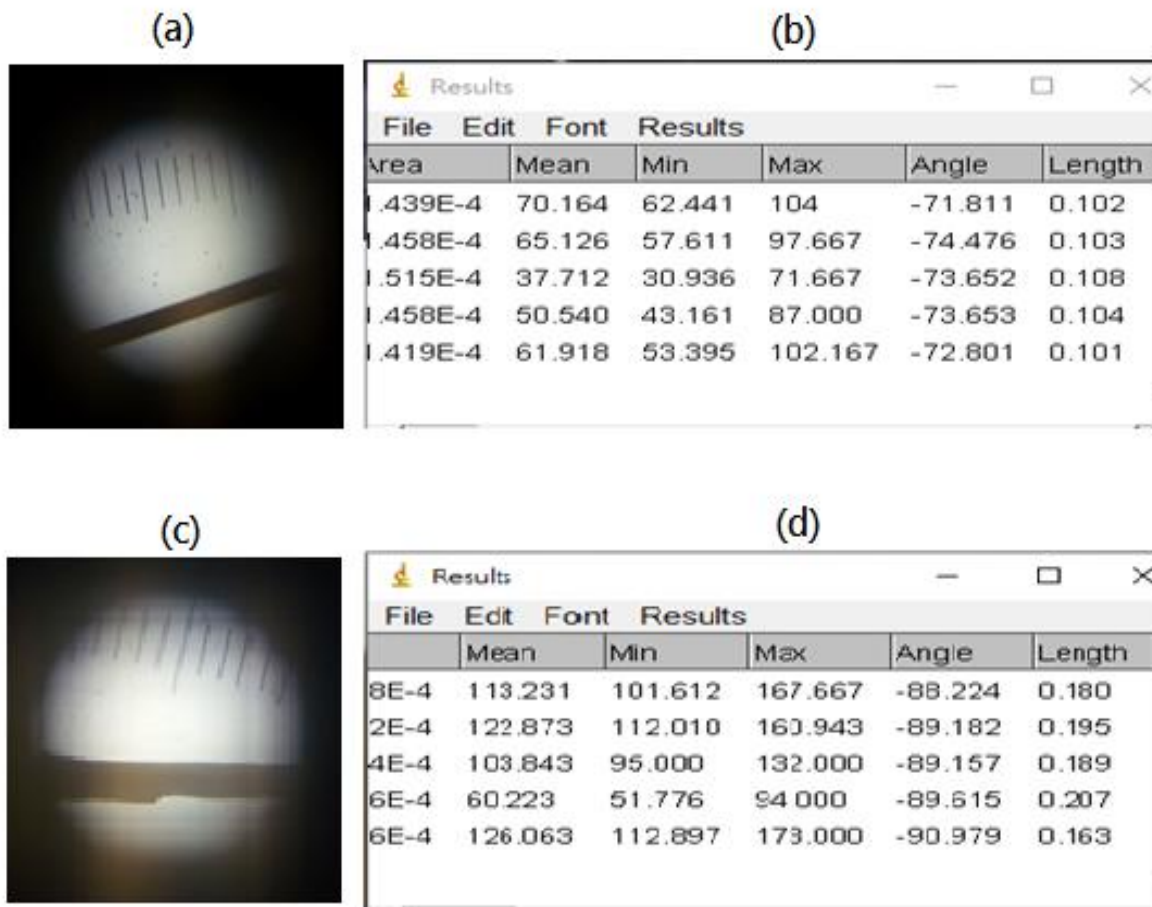 (a)
(b)
Results
File Edit Font Results
Area Mean Min Max Angle Length
1.439E-4 70.164 62.441 104 -71.811 0.102
1.458E-4 65.126 57.611 97.667 -74.476 0.103
1.515E-4 37.712 30.936 71.667 -73.652 0.108
1.458E-4 50.540 43.161 87.000 -73.653 0.104
1.419E-4 61.918 53.395 102.167 -72.801 0.101
(c)
(d)
Results
File Edit Font Results
Mean Min Max Angle Length
8E-4 113.231 101.612 167.667 -88.224 0.180
2E-4 122.873 112.010 160.943 -89.182 0.195
4E-4 103.843 95.000 132.000 -89.157 0.189
6E-4 60.223 51.776 94.000 -89.615 0.207
6E-4 126.063 112.897 173.000 -90.979 0.163